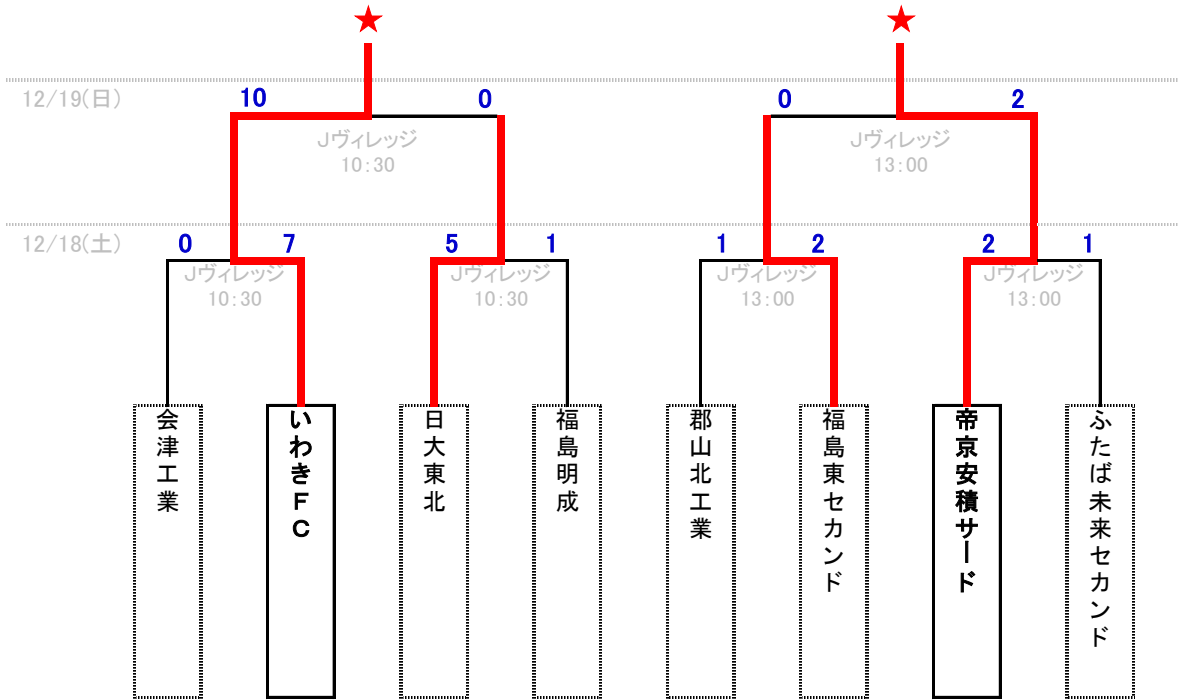 ★ ★
12/19(日) 10 0 0 2
Jヴィレッジ Jヴィレッジ
10:30 13:00
12/18(土) 0 7 5 1 1 2 2 1
Jヴィレッジ Jヴィレッジ Jヴィレッジ Jヴィレッジ
10:30 10:30 13:00 13:00
会津工業
いわきFC
日大東北
福島明成
郡山北工業
福島東セカンド
帝京安積サード
ふたば未来セカンド